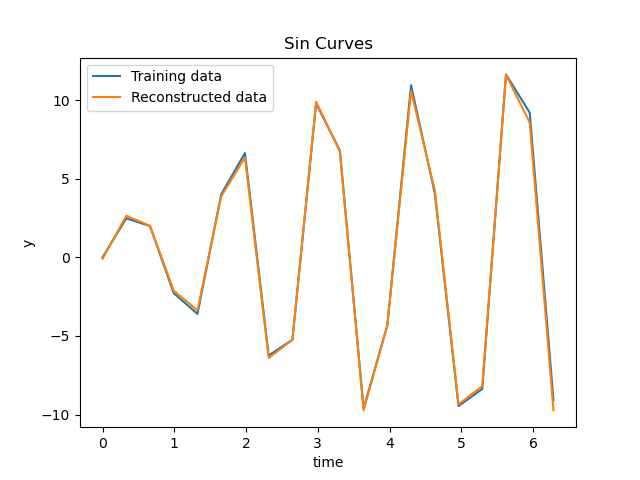 Sin Curves
Training data
Reconstructed data
10
5
0
−5
−10
y
0 1 2 3 4 5 6
time